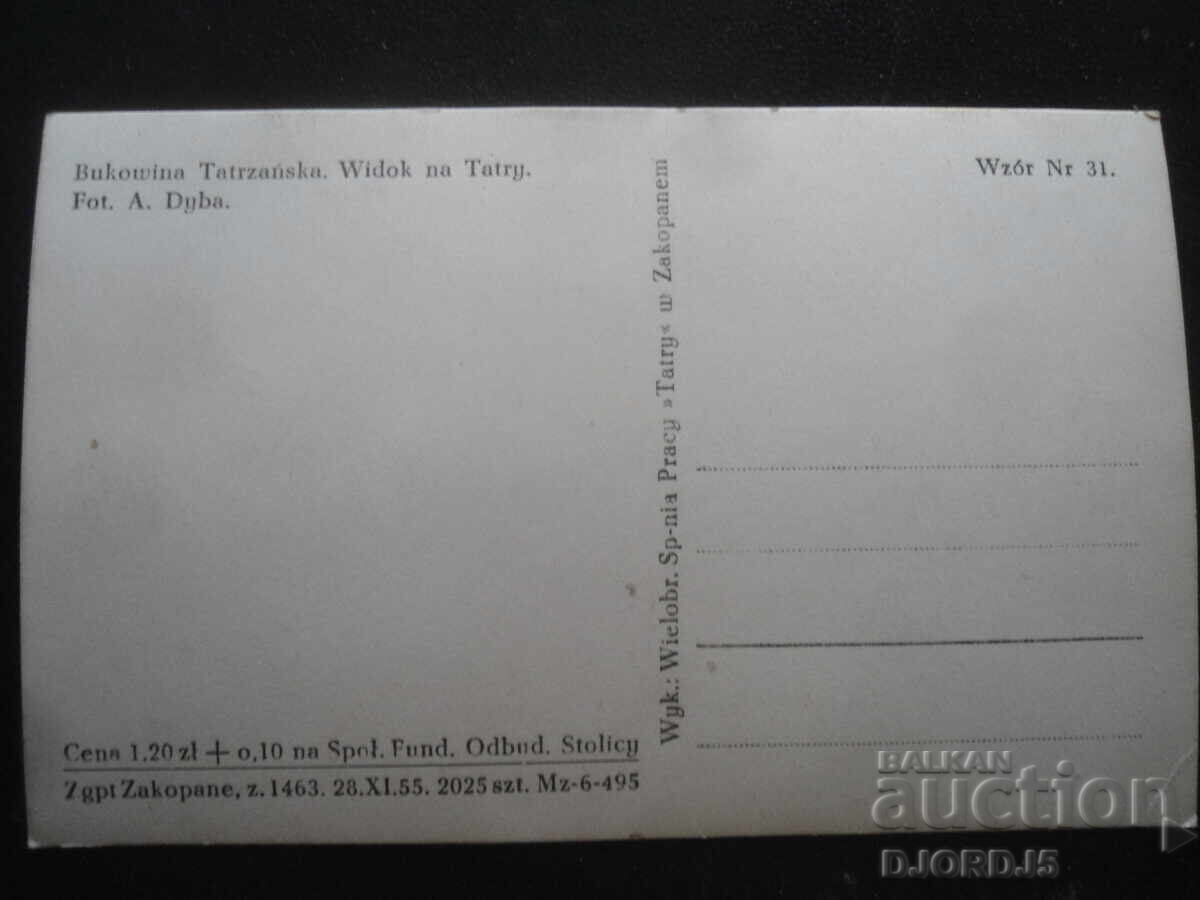 Bukowina Tatrzańska. Widok na Tatry.
Fot. A. Dyba.
Wzór Nr 31.
Wyk.: Wielobr. Sp-nia Pracy »Tatry« w Zakopanem
Cena 1.20 zł + 0,10 na Społ. Fund. Odbud. Stolicy
Zgpt Zakopane, z. 1463. 28.XI.55. 2025 szt. Mz-6-495
BALKAN
auction
DJORDJ5